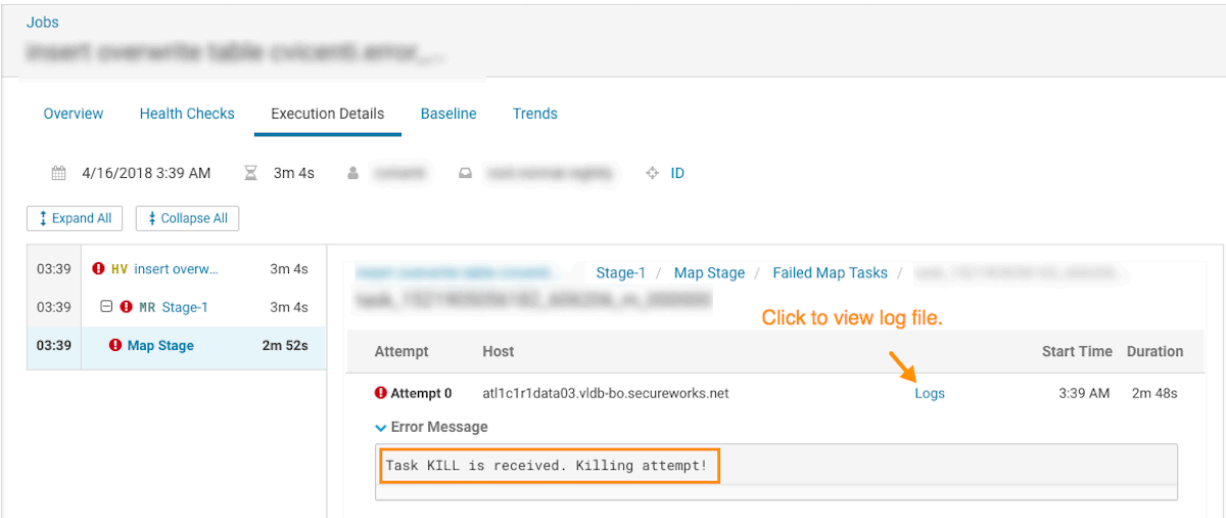 Jobs
Overview Health Checks Execution Details Baseline Trends
4/16/2018 3:39 AM 3m 4s ID
Expand All Collapse All
03:39 HV insert overw... 3m 4s
03:39 MR Stage-1 3m 4s
03:39 Map Stage 2m 52s
Stage-1 / Map Stage / Failed Map Tasks /
Click to view log file.
Attempt Host Start Time Duration
Attempt 0 atl1c1r1data03.vldb-bo.secureworks.net Logs 3:39 AM 2m 48s
Error Message
Task KILL is received. Killing attempt!